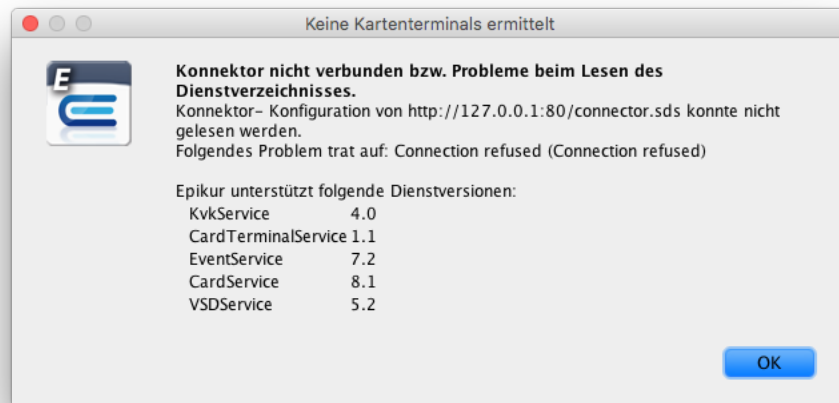 Keine Kartenterminals ermittelt
E
Konnektor nicht verbunden bzw. Probleme beim Lesen des
Dienstverzeichnisses.
Konnektor- Konfiguration von http://127.0.0.1:80/connector.sds konnte nicht
gelesen werden.
Folgendes Problem trat auf: Connection refused (Connection refused)
Epikur unterstützt folgende Dienstversionen:
KvkService 4.0
CardTerminalService 1.1
EventService 7.2
CardService 8.1
VSDService 5.2
OK